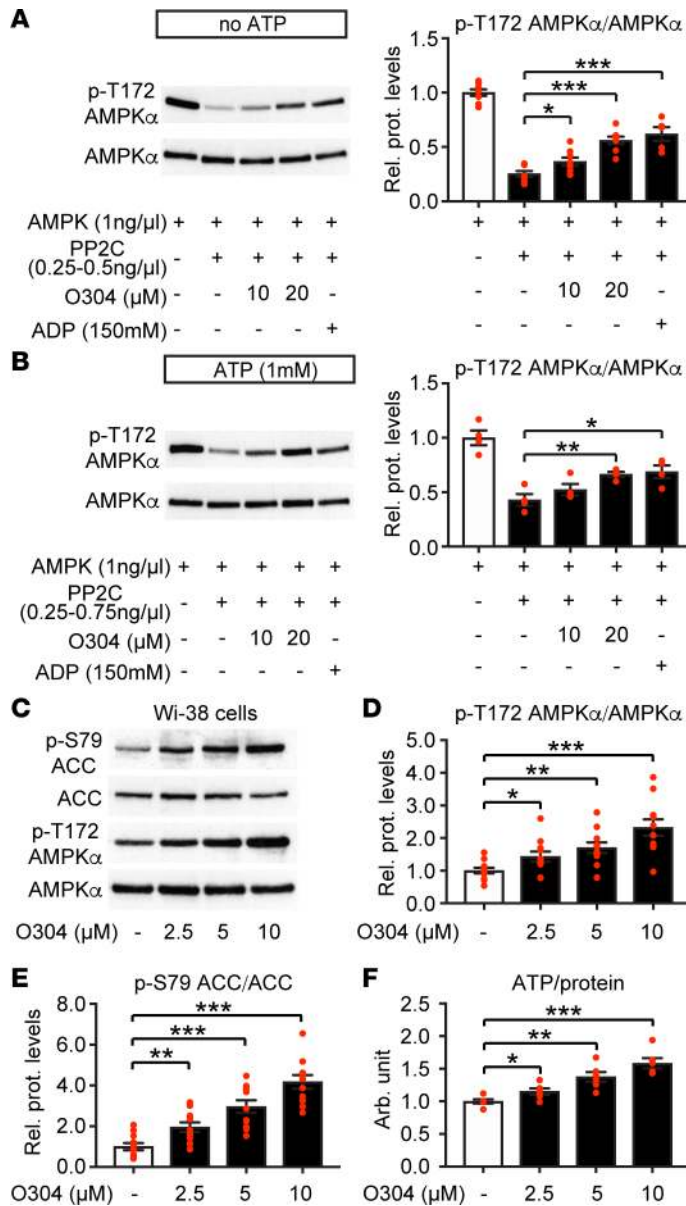 A
no ATP
p-T172
AMPKα
AMPKα
AMPK (1ng/µl) + + + + +
PP2C
(0.25-0.5ng/µl) - + + + +
O304 (µM) - - 10 20 -
ADP (150mM) - - - - +
p-T172 AMPKα/AMPKα
Rel. prot. levels
1.5
1.0
0.5
0.0
***
***
*
+ + + + +
- + + + +
- - 10 20 -
- - - - +
B
ATP (1mM)
p-T172
AMPKα
AMPKα
AMPK (1ng/µl) + + + + +
PP2C
(0.25-0.75ng/µl) - + + + +
O304 (µM) - - 10 20 -
ADP (150mM) - - - - +
p-T172 AMPKα/AMPKα
Rel. prot. levels
1.5
1.0
0.5
0.0
*
**
+ + + + +
- + + + +
- - 10 20 -
- - - - +
C
Wi-38 cells
p-S79
ACC
ACC
p-T172
AMPKα
AMPKα
O304 (µM) - 2.5 5 10
D
p-T172 AMPKα/AMPKα
Rel. prot. levels
5.0
4.0
3.0
2.0
1.0
0.0
***
**
*
O304 (µM) - 2.5 5 10
E
p-S79 ACC/ACC
Rel. prot. levels
8.0
6.0
4.0
2.0
0.0
***
***
**
O304 (µM) - 2.5 5 10
F
ATP/protein
Arb. unit
2.5
2.0
1.5
1.0
0.5
***
**
*
O304 (µM) - 2.5 5 10